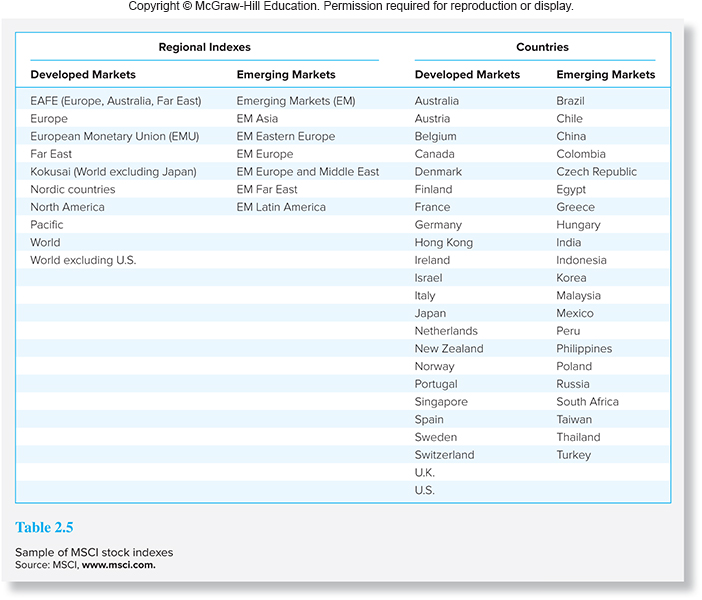 Copyright © McGraw-Hill Education. Permission required for reproduction or display.
Regional Indexes Countries
Developed Markets Emerging Markets Developed Markets Emerging Markets
EAFE (Europe, Australia, Far East) Emerging Markets (EM) Australia Brazil
Europe EM Asia Austria Chile
European Monetary Union (EMU) EM Eastern Europe Belgium China
Far East EM Europe Canada Colombia
Kokusai (World excluding Japan) EM Europe and Middle East Denmark Czech Republic
Nordic countries EM Far East Finland Egypt
North America EM Latin America France Greece
Pacific Germany Hungary
World Hong Kong India
World excluding U.S. Ireland Indonesia
Israel Korea
Italy Malaysia
Japan Mexico
Netherlands Peru
New Zealand Philippines
Norway Poland
Portugal Russia
Singapore South Africa
Spain Taiwan
Sweden Thailand
Switzerland Turkey
U.K.
U.S.
Table 2.5
Sample of MSCI stock indexes
Source: MSCI, www.msci.com.